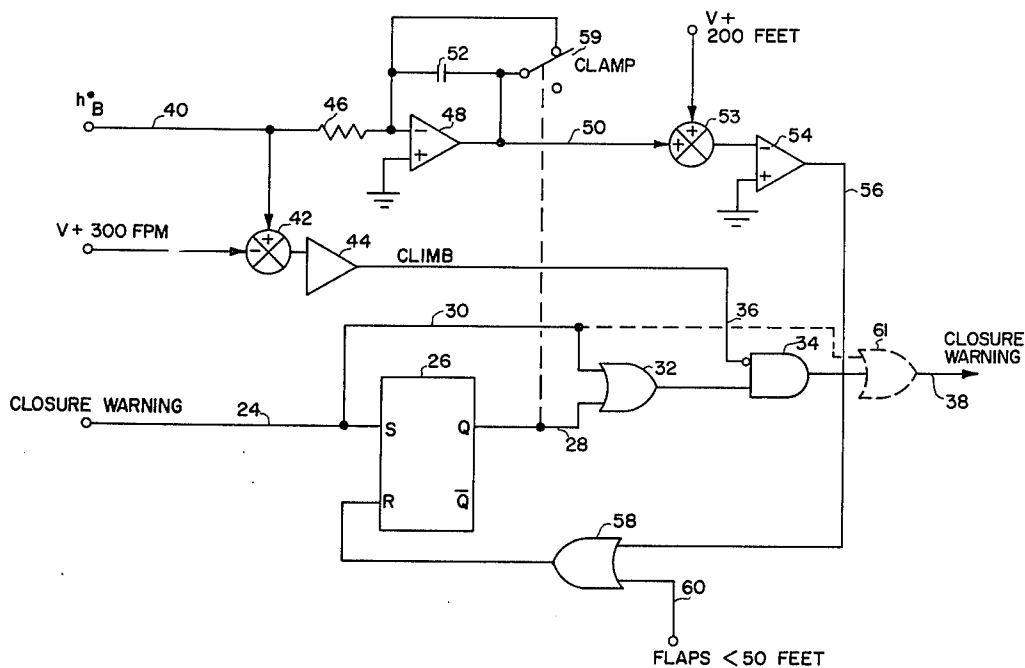 V+
200 FEET
59
52
CLAMP
h°B
40
46
48
50
53
54
56
V+ 300 FPM
42
44
CLIMB
30
36
34
61
CLOSURE
WARNING
26
32
38
CLOSURE WARNING
24
S
Q
28
R
Q̅
58
60
FLAPS < 50 FEET
+
-
+
+
+
-
+
-
+
-